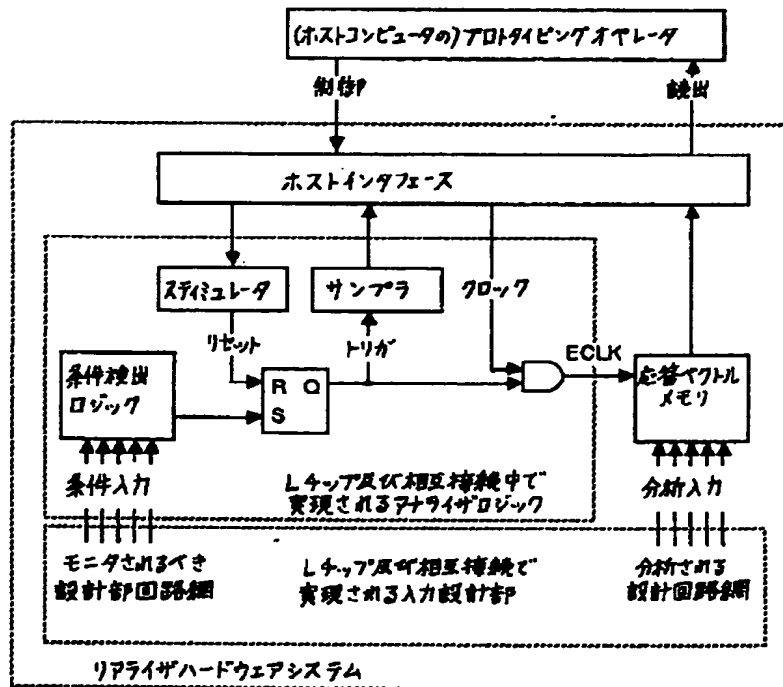 (ホストコンピュータの)プロトタイピングオペレータ
制御
読出
ホストインタフェース
スティミュレータ
サンプラ
クロック
リセット
トリガ
ECLK
条件検出
ロジック
R Q
S
応答ベクトル
メモリ
条件入力
Lチップ及び相互接続中で
実現されるアナライザロジック
分析入力
モニタされるべき
設計部回路網
Lチップ及び相互接続で
実現される入力設計部
分析される
設計回路網
リアライザハードウェアシステム